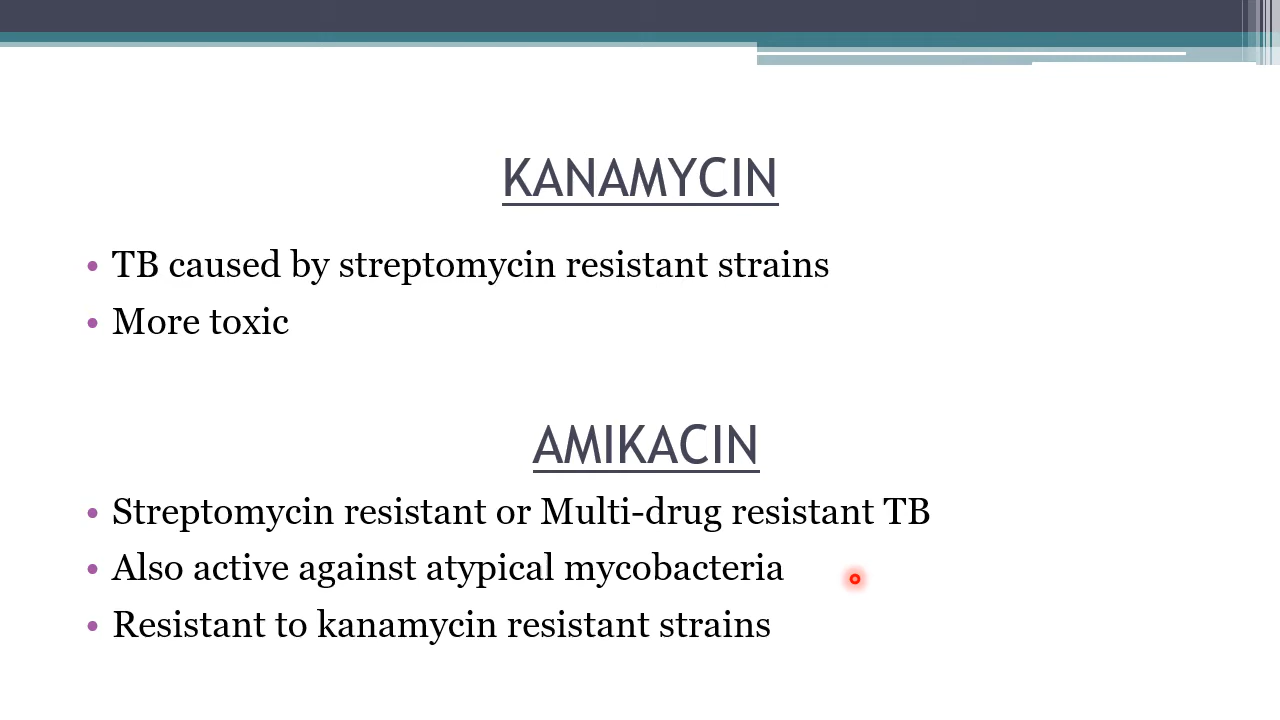 KANAMYCIN
• TB caused by streptomycin resistant strains
• More toxic
AMIKACIN
• Streptomycin resistant or Multi-drug resistant TB
• Also active against atypical mycobacteria
• Resistant to kanamycin resistant strains